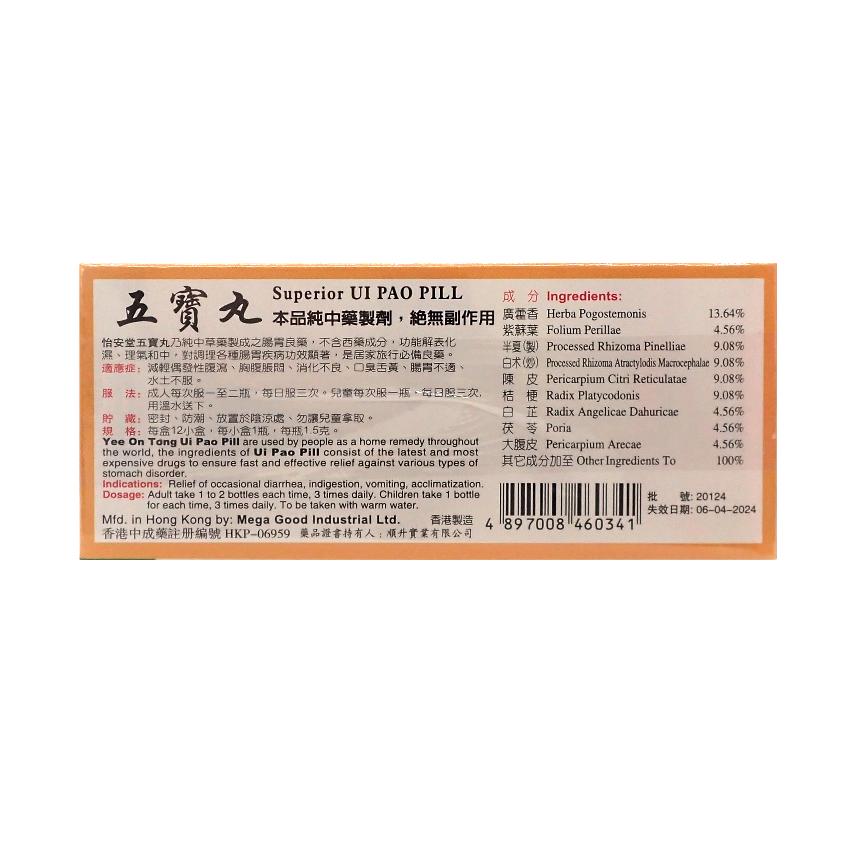 五寶丸
Superior UI PAO PILL
本品純中藥製劑，絕無副作用
怡安堂五寶丸乃純中草藥製成之腸胃良藥，不含西藥成分，功能解表化
濕、理氣和中，對調理各種腸胃疾病功效顯著，是居家旅行必備良藥。
適應症：減輕偶發性腹瀉、胸腹脹悶、消化不良、口臭舌黃、腸胃不適、
水土不服。
服 法：成人每次服一至二瓶，每日服三次。兒童每次服一瓶、每日服三次，
用溫水送下。
貯 藏：密封、防潮、放置於陰涼處、勿讓兒童拿取。
規 格：每盒12小盒，每小盒1瓶，每瓶1.5克。
Yee On Tong Ui Pao Pill are used by people as a home remedy throughout
the world, the ingredients of Ui Pao Pill consist of the latest and most
expensive drugs to ensure fast and effective relief against various types of
stomach disorder.
Indications: Relief of occasional diarrhea, indigestion, vomiting, acclimatization.
Dosage: Adult take 1 to 2 bottles each time, 3 times daily. Children take 1 bottle
for each time, 3 times daily. To be taken with warm water.
Mfd. in Hong Kong by: Mega Good Industrial Ltd. 香港製造
香港中成藥註册編號 HKP-06959 藥品證書持有人：順升實業有限公司
成 分 Ingredients:
廣藿香 Herba Pogostemonis 13.64%
紫蘇葉 Folium Perillae 4.56%
半夏(製) Processed Rhizoma Pinelliae 9.08%
白术(炒) Processed Rhizoma Atractylodis Macrocephalae 9.08%
陳 皮 Pericarpium Citri Reticulatae 9.08%
桔 梗 Radix Platycodonis 9.08%
白 芷 Radix Angelicae Dahuricae 4.56%
茯 苓 Poria 4.56%
大腹皮 Pericarpium Arecae 4.56%
其它成分加至 Other Ingredients To 100%
4 897008 460341
批 號: 20124
失效日期: 06-04-2024